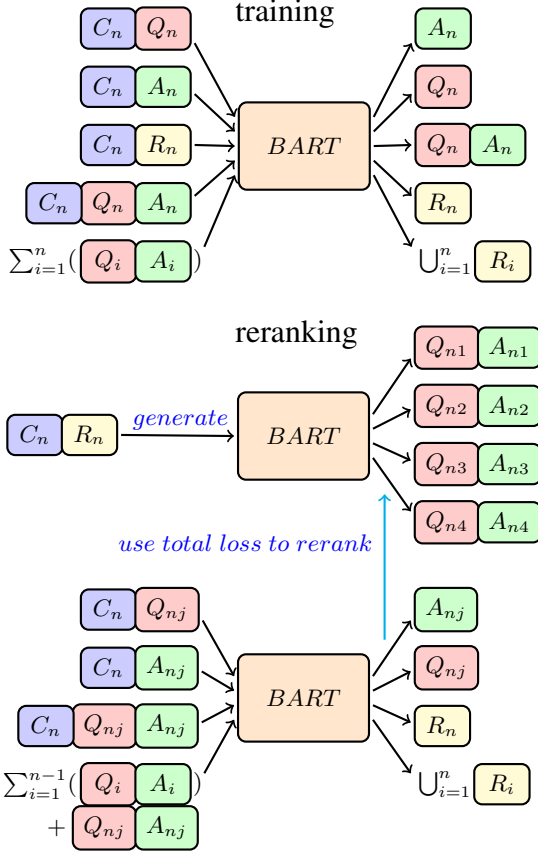 training
C_n Q_n A_n
C_n A_n Q_n
C_n R_n BART Q_n A_n
C_n Q_n A_n R_n
∑_{i=1}^{n}( Q_i A_i ) ⋃_{i=1}^{n} R_i
reranking
Q_{n1} A_{n1}
Q_{n2} A_{n2}
C_n R_n generate BART
Q_{n3} A_{n3}
Q_{n4} A_{n4}
use total loss to rerank
C_n Q_{nj} A_{nj}
C_n A_{nj} Q_{nj}
BART
C_n Q_{nj} A_{nj} R_n
∑_{i=1}^{n-1}( Q_i A_i ) ⋃_{i=1}^{n} R_i
+ Q_{nj} A_{nj}